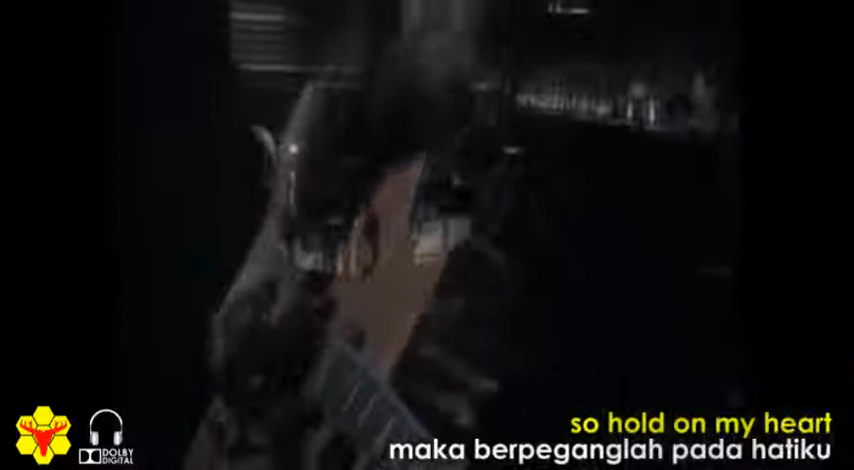 so hold on my heart
maka berpeganglah pada hatiku
DOLBY
DIGITAL